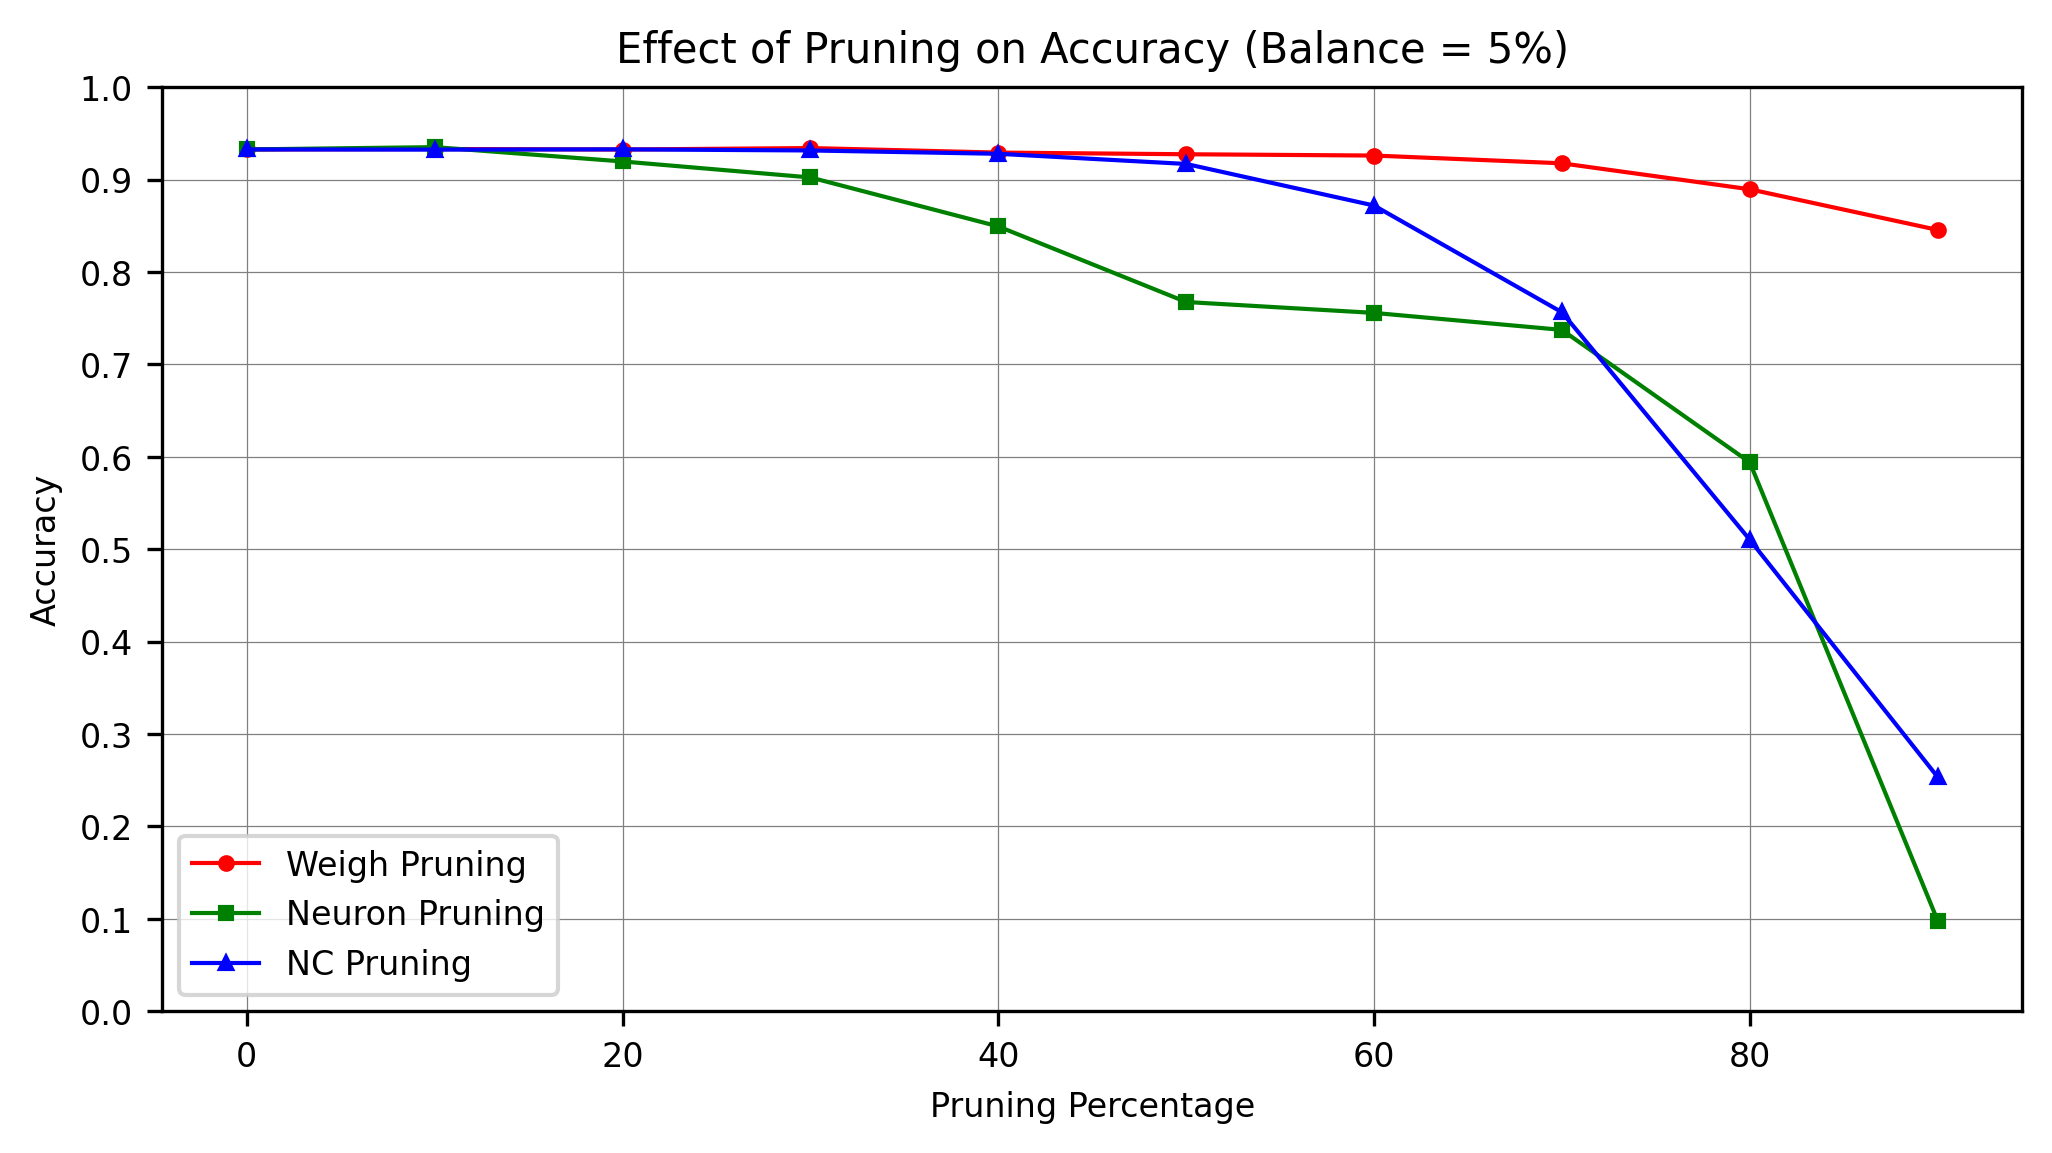 Effect of Pruning on Accuracy (Balance = 5%)
1.0
0.9
0.8
0.7
0.6
0.5
0.4
0.3
0.2
0.1
0.0
Accuracy
Weigh Pruning
Neuron Pruning
NC Pruning
0 20 40 60 80
Pruning Percentage